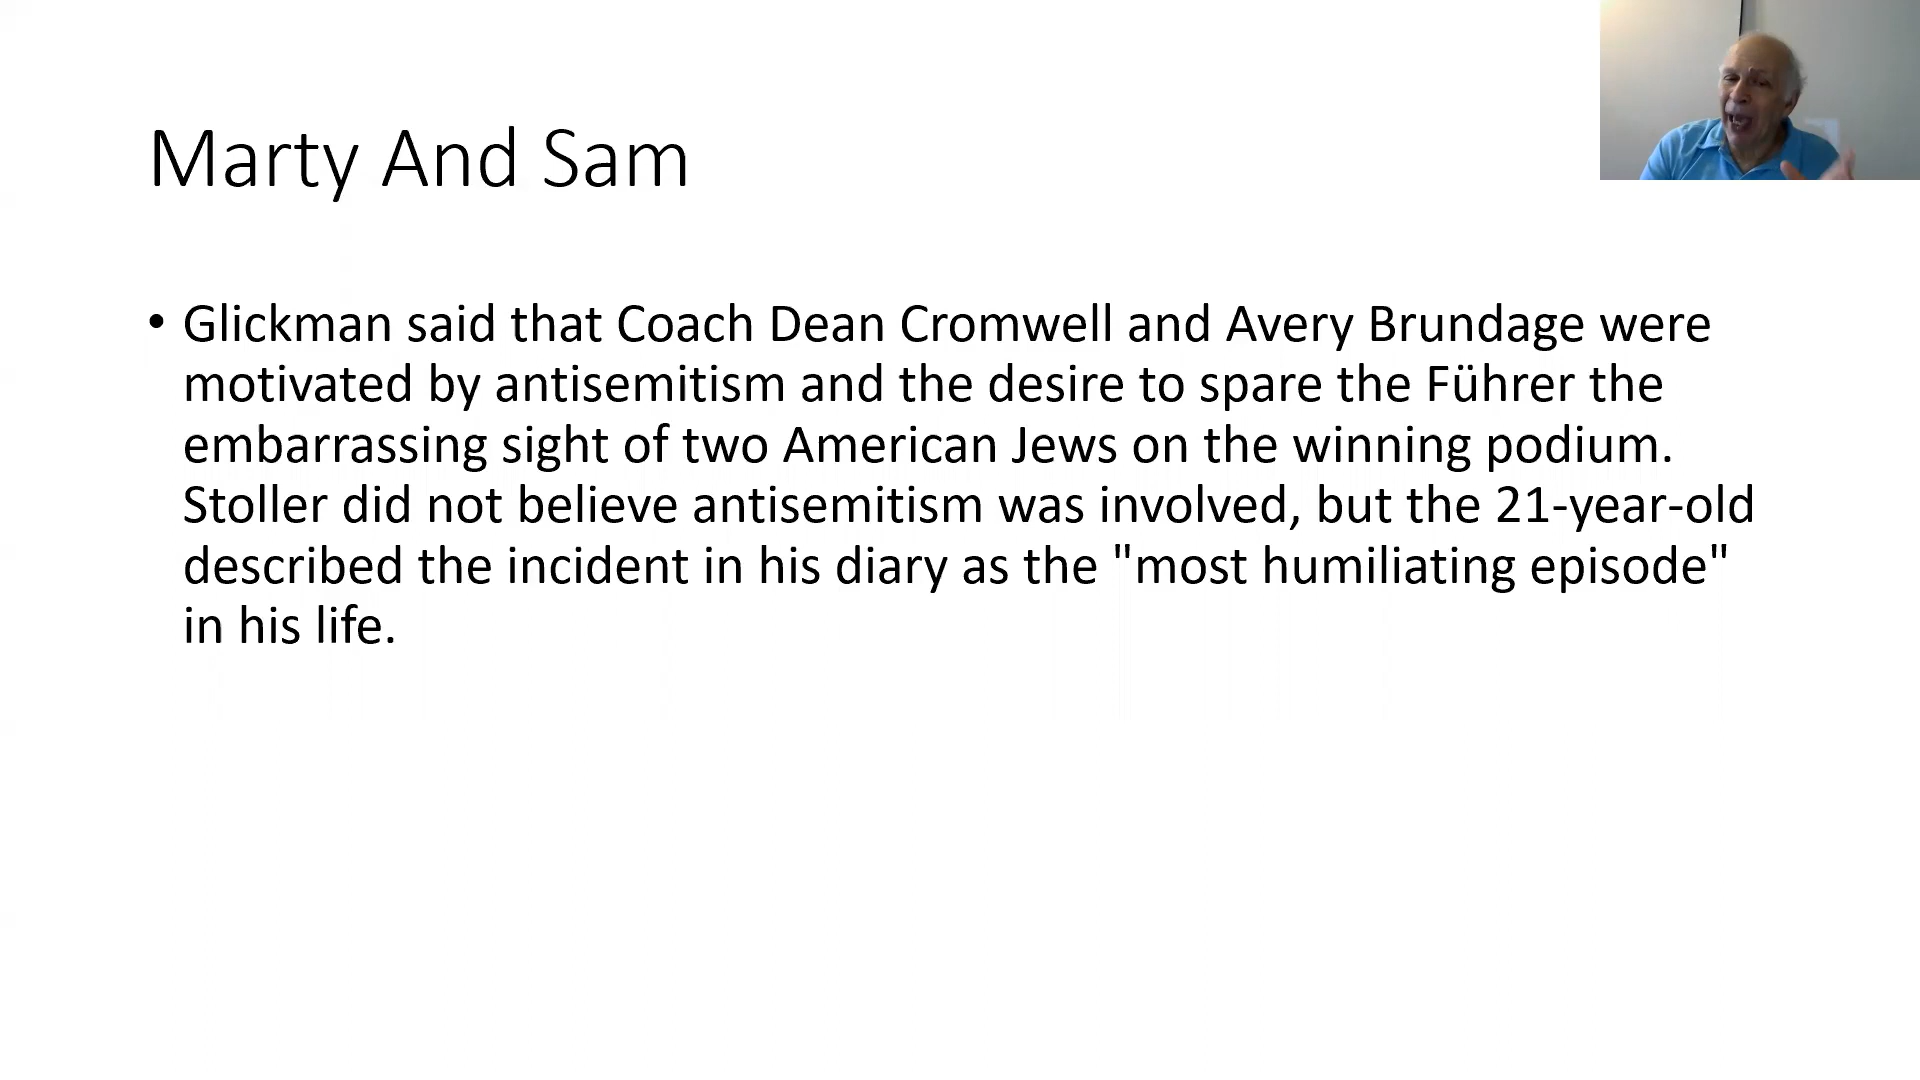 Marty And Sam
• Glickman said that Coach Dean Cromwell and Avery Brundage were
motivated by antisemitism and the desire to spare the Führer the
embarrassing sight of two American Jews on the winning podium.
Stoller did not believe antisemitism was involved, but the 21-year-old
described the incident in his diary as the "most humiliating episode"
in his life.